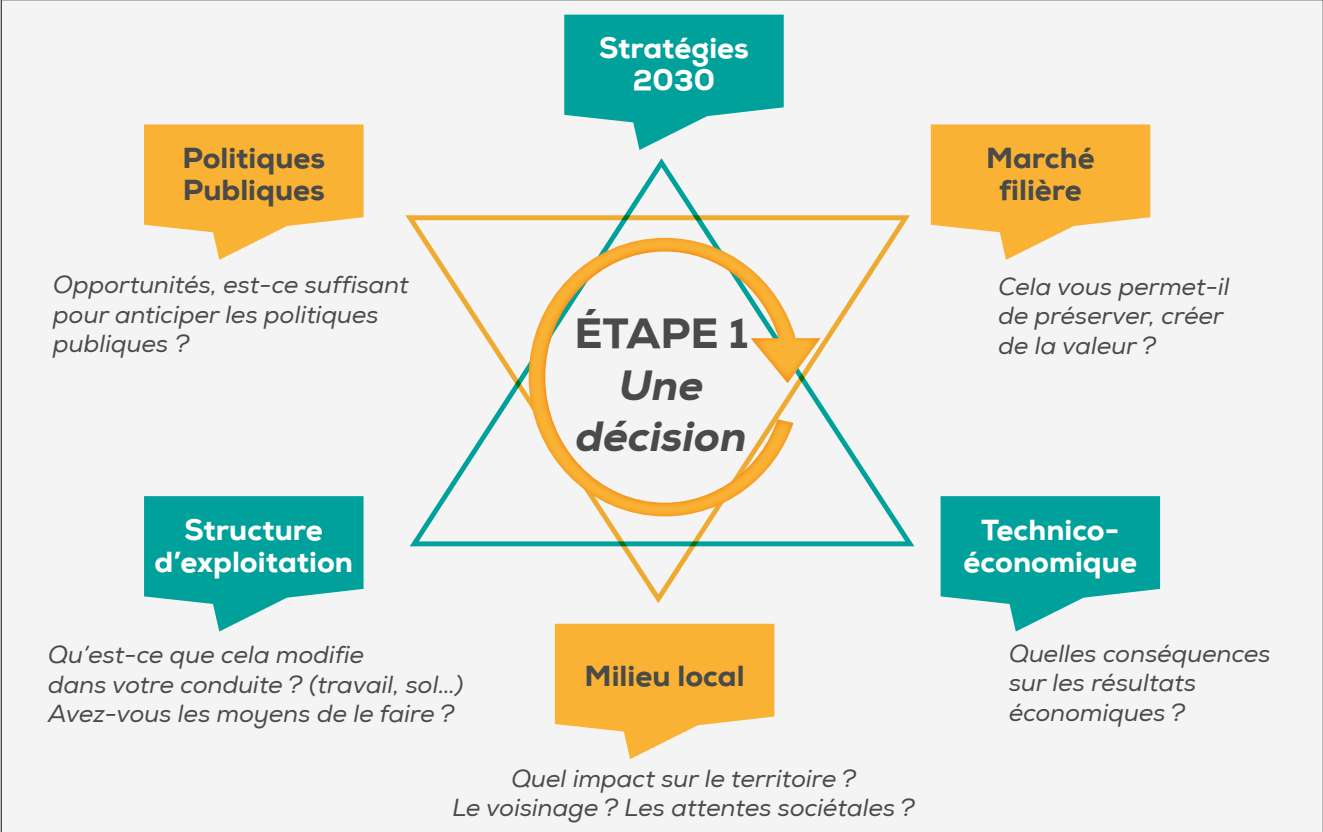 Stratégies
2030
Politiques
Publiques
Opportunités, est-ce suffisant
pour anticiper les politiques
publiques ?
Marché
filière
Cela vous permet-il
de préserver, créer
de la valeur ?
ÉTAPE 1
Une
décision
Structure
d'exploitation
Qu'est-ce que cela modifie
dans votre conduite ? (travail, sol...)
Avez-vous les moyens de le faire ?
Milieu local
Quel impact sur le territoire ?
Le voisinage ? Les attentes sociétales ?
Technico-
économique
Quelles conséquences
sur les résultats
économiques ?